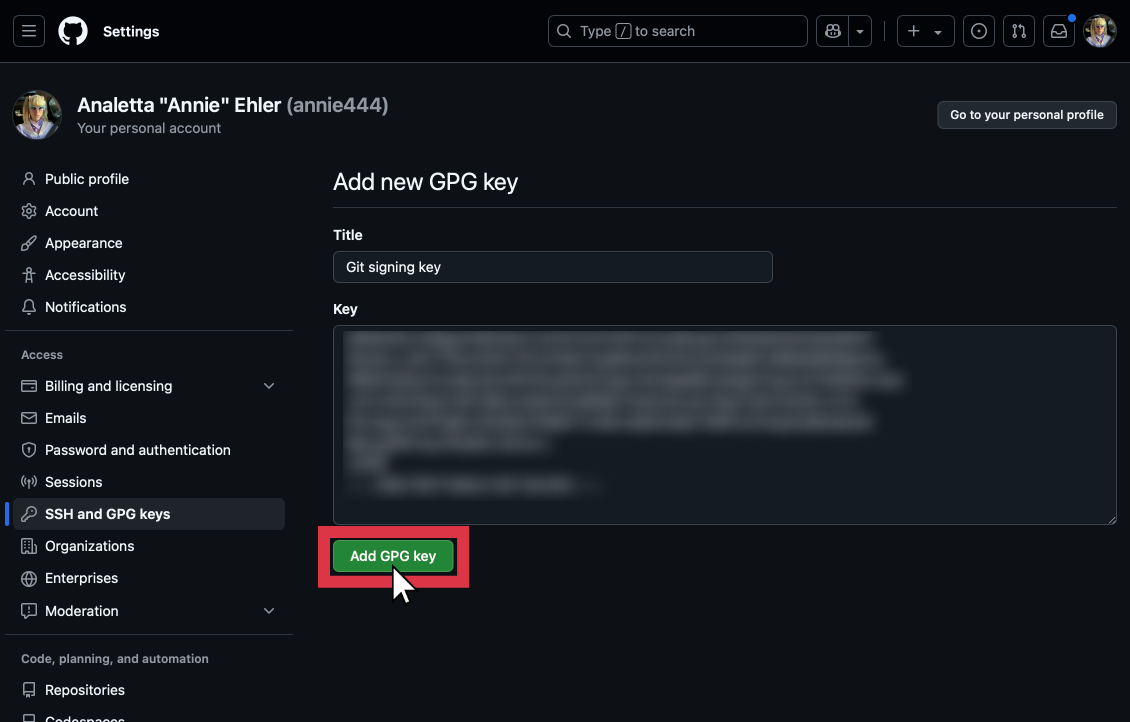 Settings
Type / to search
Analetta "Annie" Ehler (annie444)
Your personal account
Go to your personal profile
Public profile
Account
Appearance
Accessibility
Notifications
Access
Billing and licensing
Emails
Password and authentication
Sessions
SSH and GPG keys
Organizations
Enterprises
Moderation
Code, planning, and automation
Repositories
Codespaces
Add new GPG key
Title
Git signing key
Key
Add GPG key